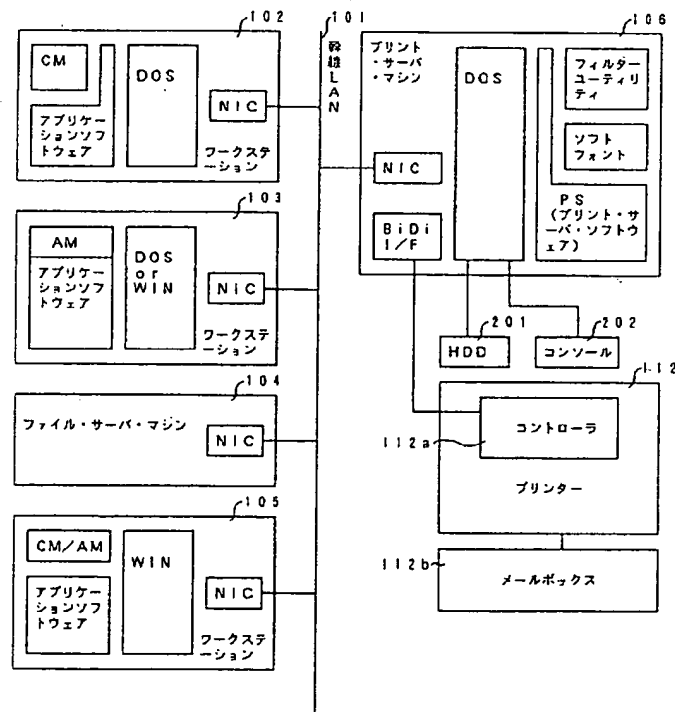 102
CM
DOS
NIC
アプリケー
ションソフ
トウェア
ワークステ
ーション
103
AM
アプリケー
ションソフ
トウェア
DOS
or
WIN
NIC
ワークステ
ーション
104
ファイル・サーバ・マシン
NIC
105
CM/AM
WIN
アプリケー
ションソフ
トウェア
NIC
ワークステ
ーション
101
幹線LAN
106
プリント
・サーバ
・マシン
DOS
フィルター
ユーティリ
ティ
ソフト
フォント
NIC
BiDi
I/F
PS
(プリント・サ
ーバ・ソフトウ
ェア)
201
HDD
202
コンソール
112
112a
コントローラ
プリンター
112b
メールボックス